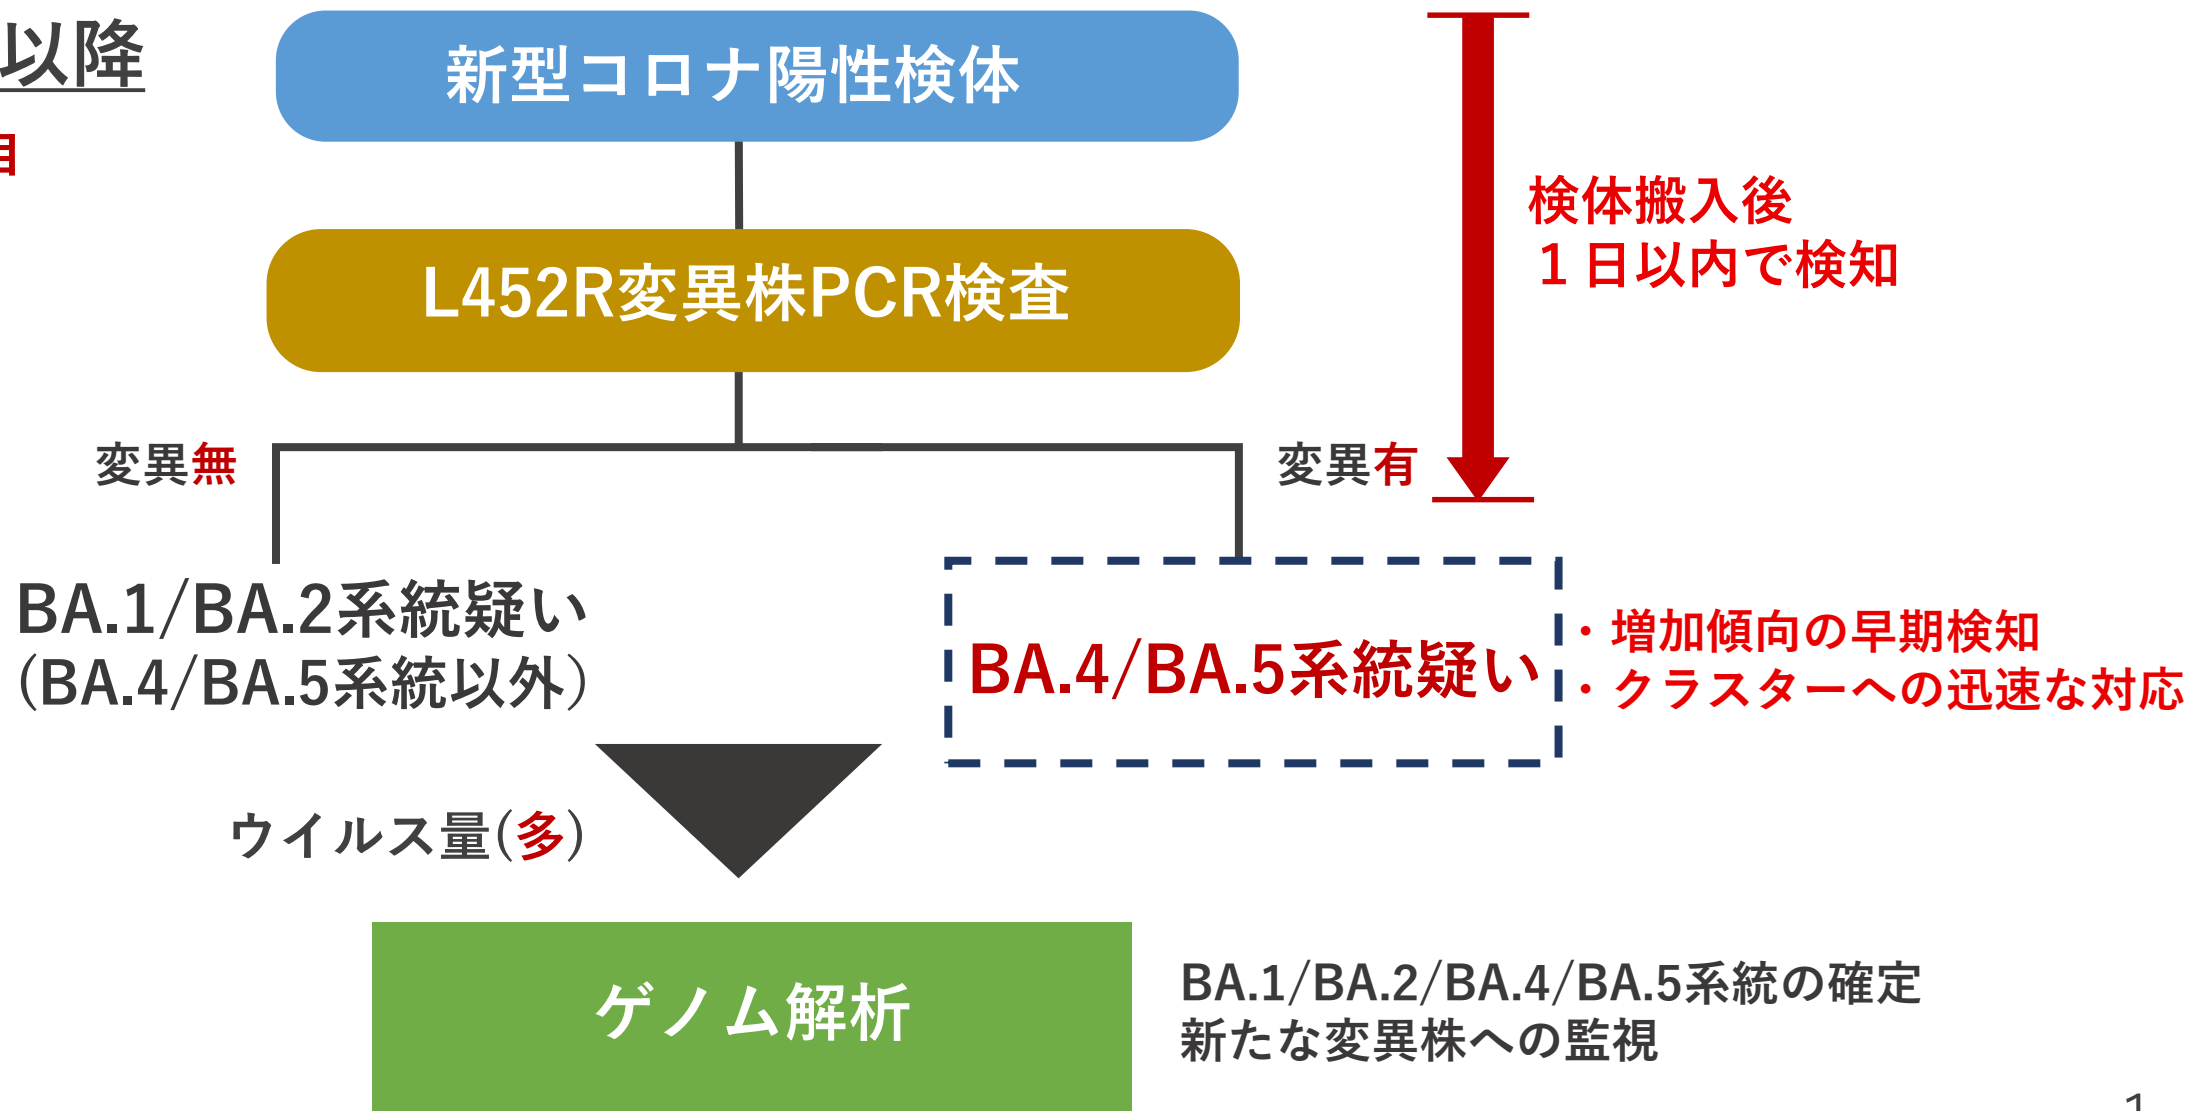 以降
新型コロナ陽性検体
検体搬入後
１日以内で検知
L452R変異株PCR検査
変異無
変異有
BA.1/BA.2系統疑い
(BA.4/BA.5系統以外)
BA.4/BA.5系統疑い
・増加傾向の早期検知
・クラスターへの迅速な対応
ウイルス量(多)
ゲノム解析
BA.1/BA.2/BA.4/BA.5系統の確定
新たな変異株への監視
1